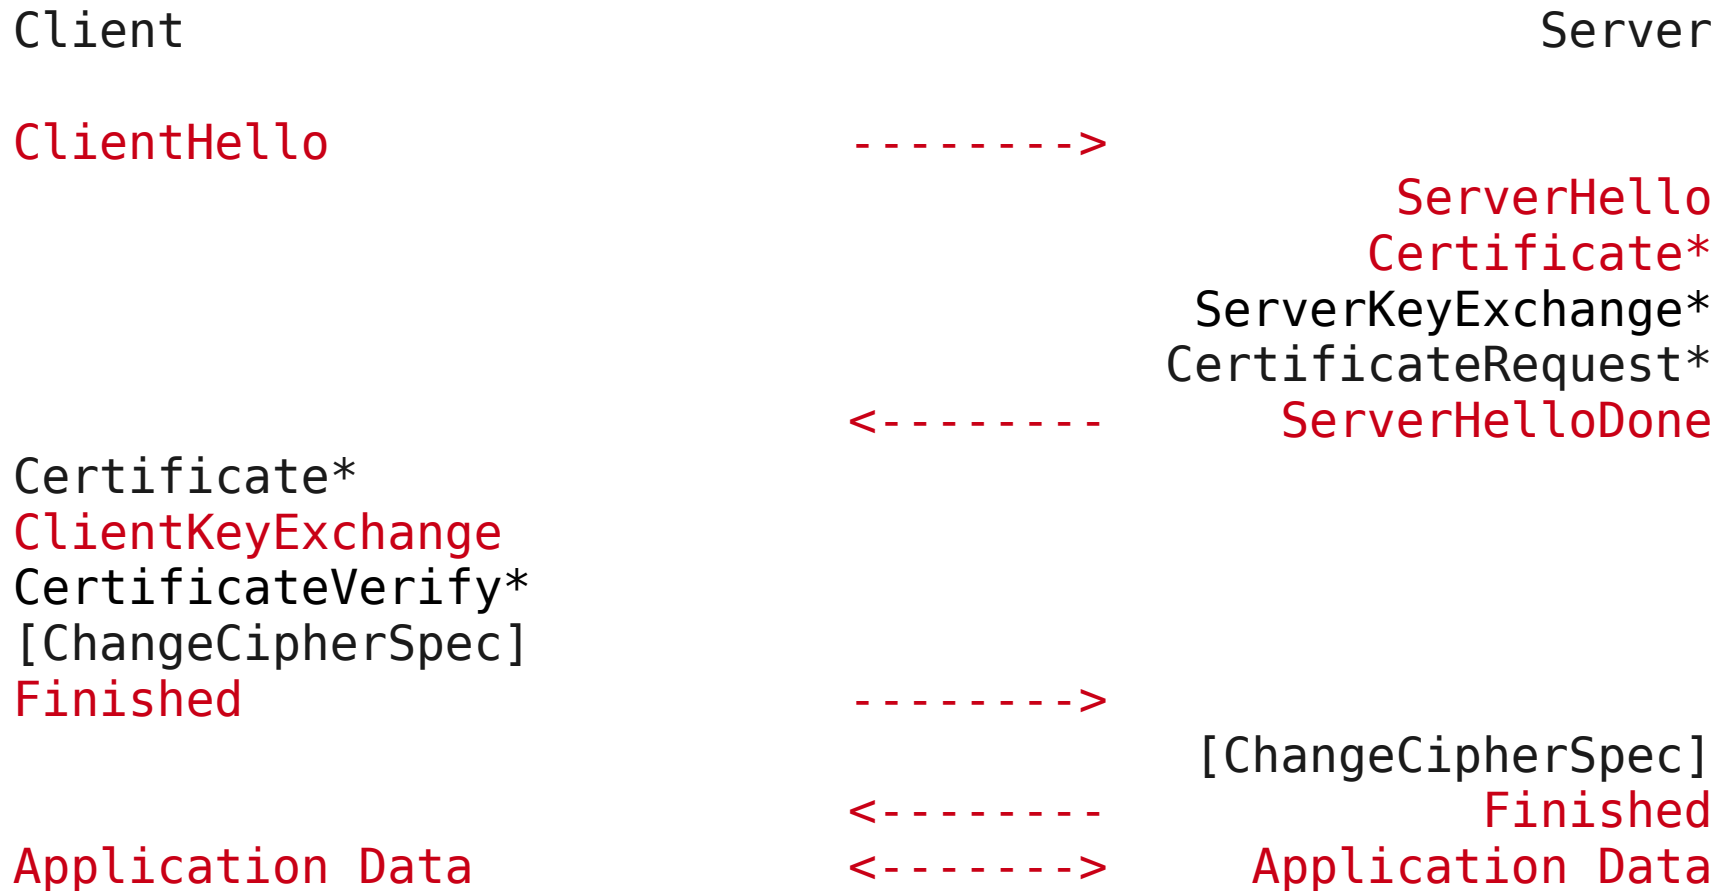 Client Server
ClientHello -------->
ServerHello
Certificate*
ServerKeyExchange*
CertificateRequest*
<-------- ServerHelloDone
Certificate*
ClientKeyExchange
CertificateVerify*
[ChangeCipherSpec]
Finished -------->
[ChangeCipherSpec]
<-------- Finished
Application Data <-------> Application Data